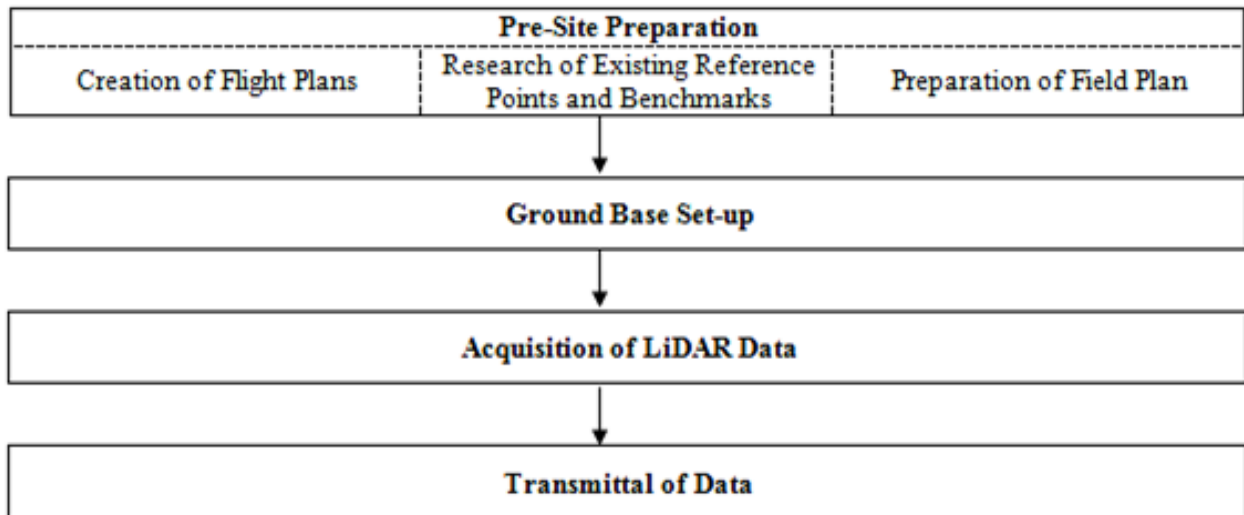 Pre-Site Preparation
Creation of Flight Plans
Research of Existing Reference
Points and Benchmarks
Preparation of Field Plan
Ground Base Set-up
Acquisition of LiDAR Data
Transmittal of Data